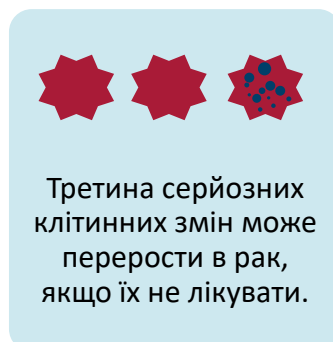 Третина серйозних
клітинних змін може
перерости в рак,
якщо їх не лікувати.